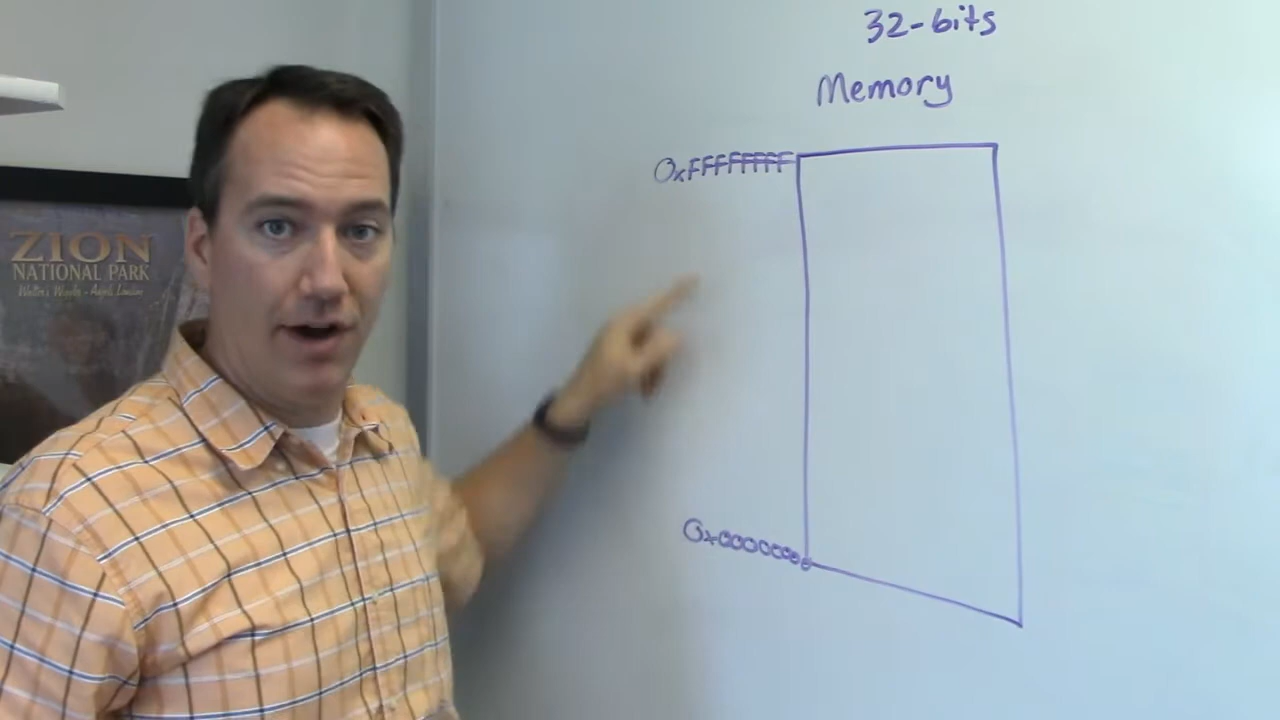 32-bits
Memory
0xFFFFFFFF
0x00000000
ZION
NATIONAL PARK